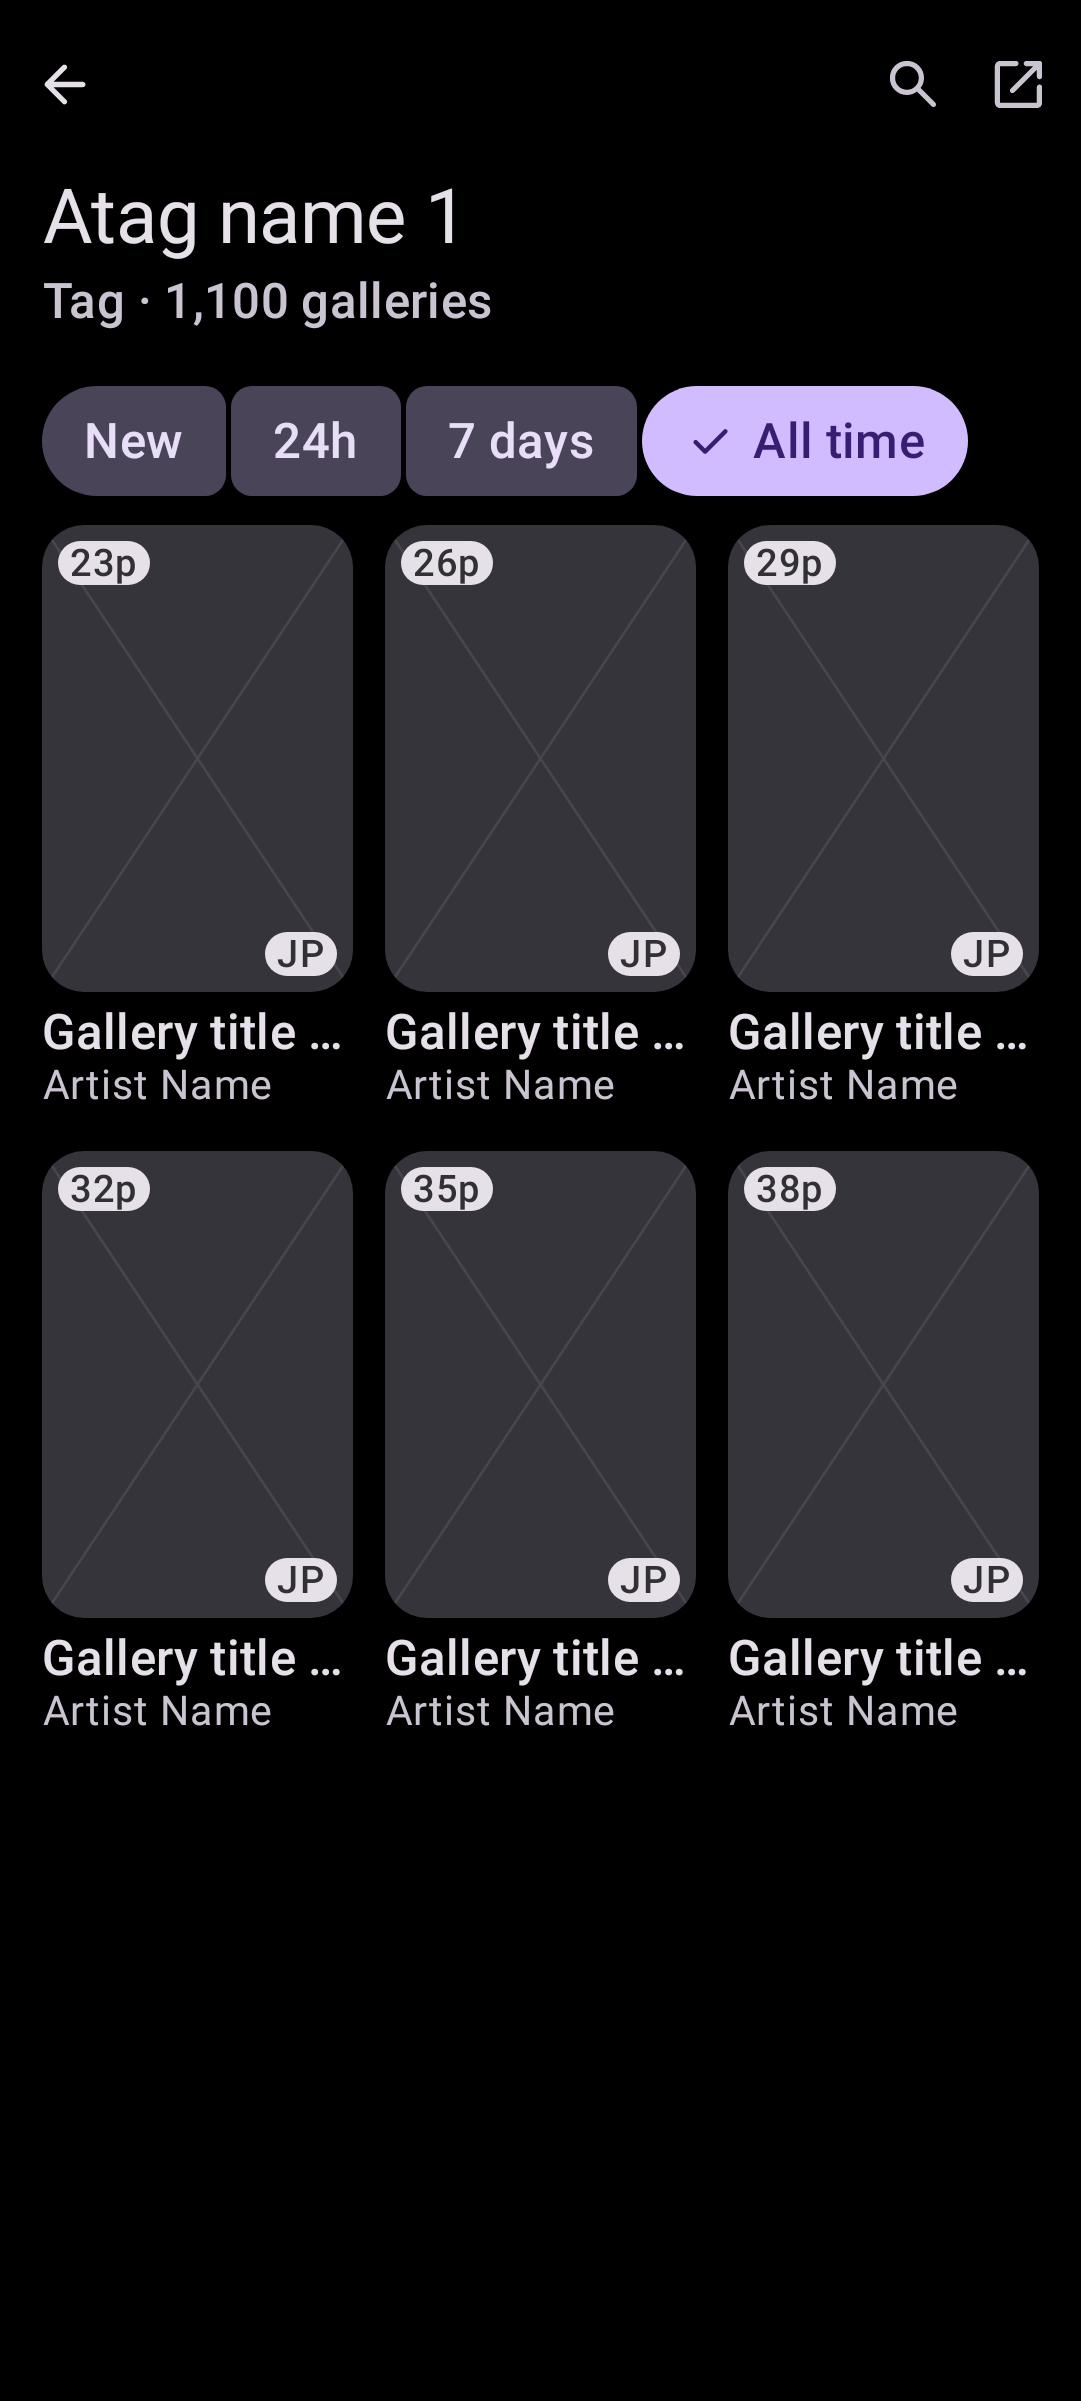 Atag name 1
Tag · 1,100 galleries
New 24h 7 days All time
23p 26p 29p
JP JP JP
Gallery title … Gallery title … Gallery title …
Artist Name Artist Name Artist Name
32p 35p 38p
JP JP JP
Gallery title … Gallery title … Gallery title …
Artist Name Artist Name Artist Name